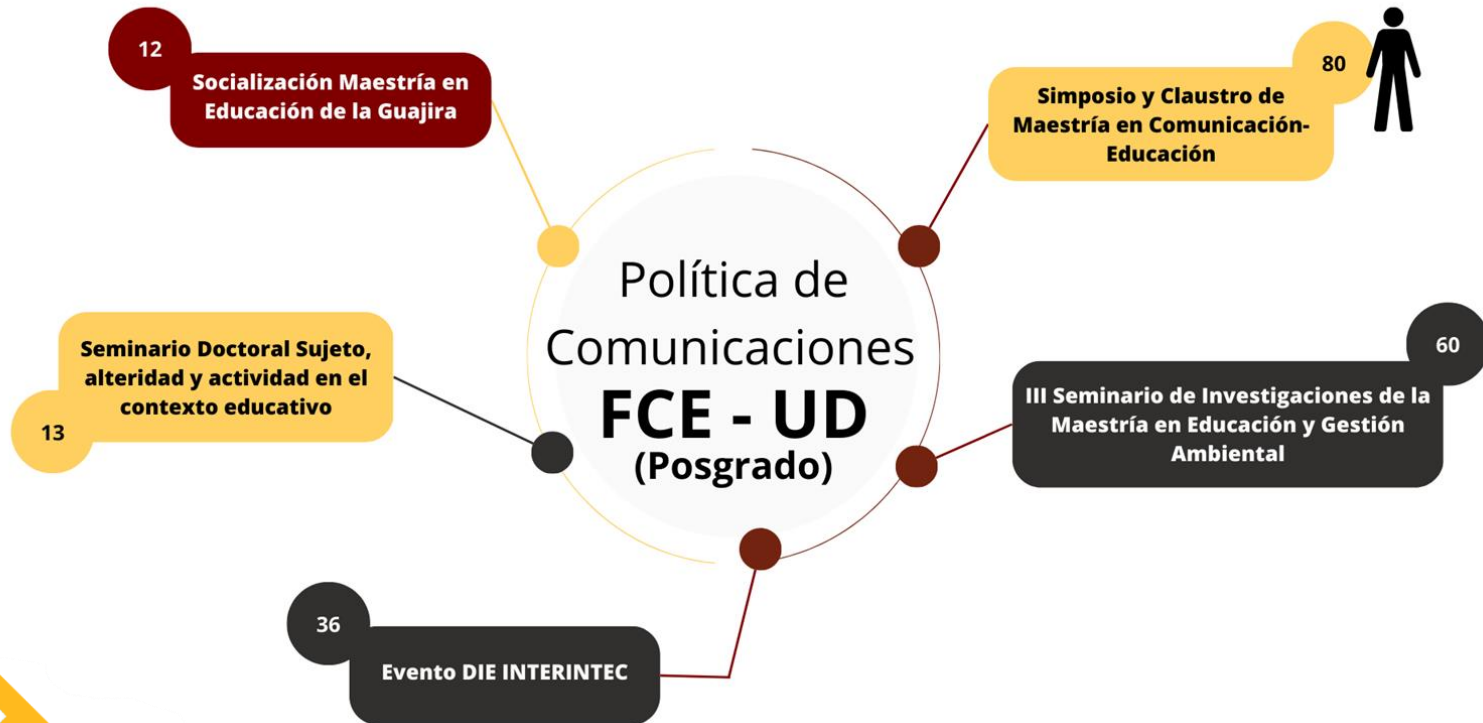 12
Socialización Maestría en
Educación de la Guajira
80
Simposio y Claustro de
Maestría en Comunicación-
Educación
Política de
Comunicaciones
FCE - UD
(Posgrado)
Seminario Doctoral Sujeto,
alteridad y actividad en el
contexto educativo
13
60
III Seminario de Investigaciones de la
Maestría en Educación y Gestión
Ambiental
36
Evento DIE INTERINTEC